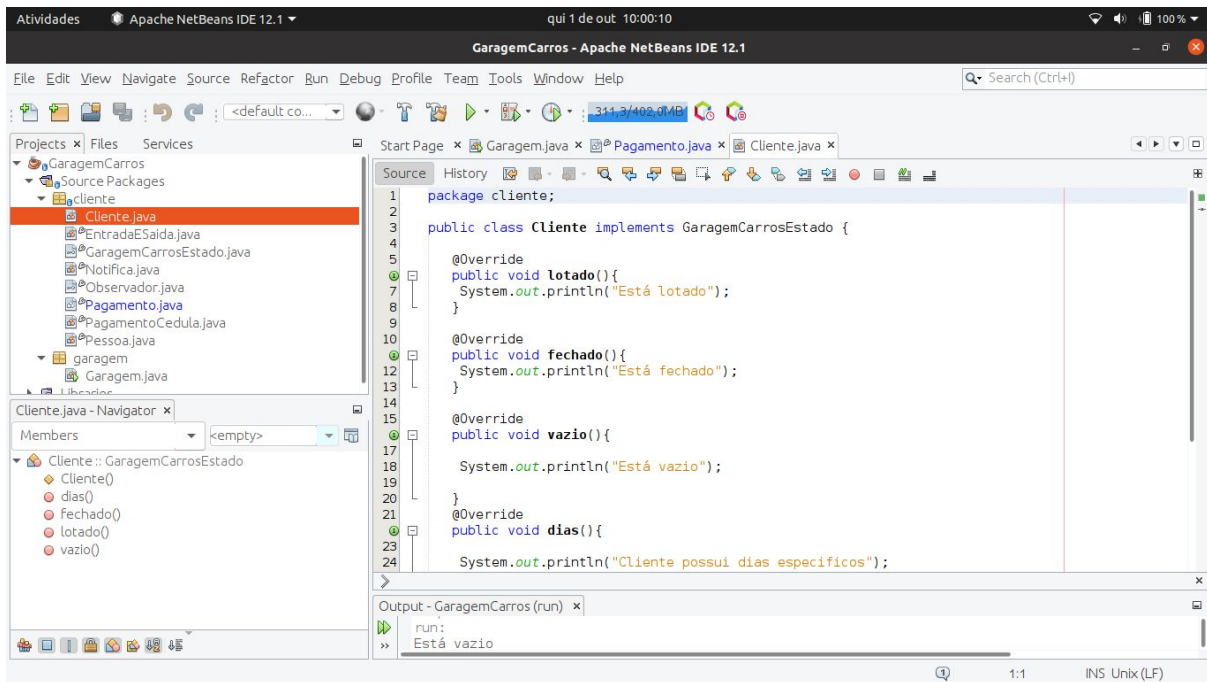 Atividades Apache NetBeans IDE 12.1 qui 1 de out 10:00:10 100 %
GaragemCarros - Apache NetBeans IDE 12.1
File Edit View Navigate Source Refactor Run Debug Profile Team Tools Window Help Search (Ctrl+I)
<default co... 311,3/402,0MB
Projects Files Services
Start Page Garagem.java Pagamento.java Cliente.java
GaragemCarros
Source Packages
cliente
Cliente.java
EntradaESaida.java
GaragemCarrosEstado.java
Notifica.java
Observador.java
Pagamento.java
PagamentoCedula.java
Pessoa.java
garagem
Garagem.java
Libraries
Cliente.java - Navigator
Members <empty>
Cliente :: GaragemCarrosEstado
Cliente()
dias()
fechado()
lotado()
vazio()
Source History
1 package cliente;
2
3 public class Cliente implements GaragemCarrosEstado {
4
5 @Override
public void lotado(){
7 System.out.println("Está lotado");
8 }
9
10 @Override
public void fechado(){
12 System.out.println("Está fechado");
13 }
14
15 @Override
public void vazio(){
17
18 System.out.println("Está vazio");
19
20 }
21 @Override
public void dias(){
23
24 System.out.println("Cliente possui dias especificos");
Output - GaragemCarros (run)
run:
Está vazio
1 1:1 INS Unix (LF)